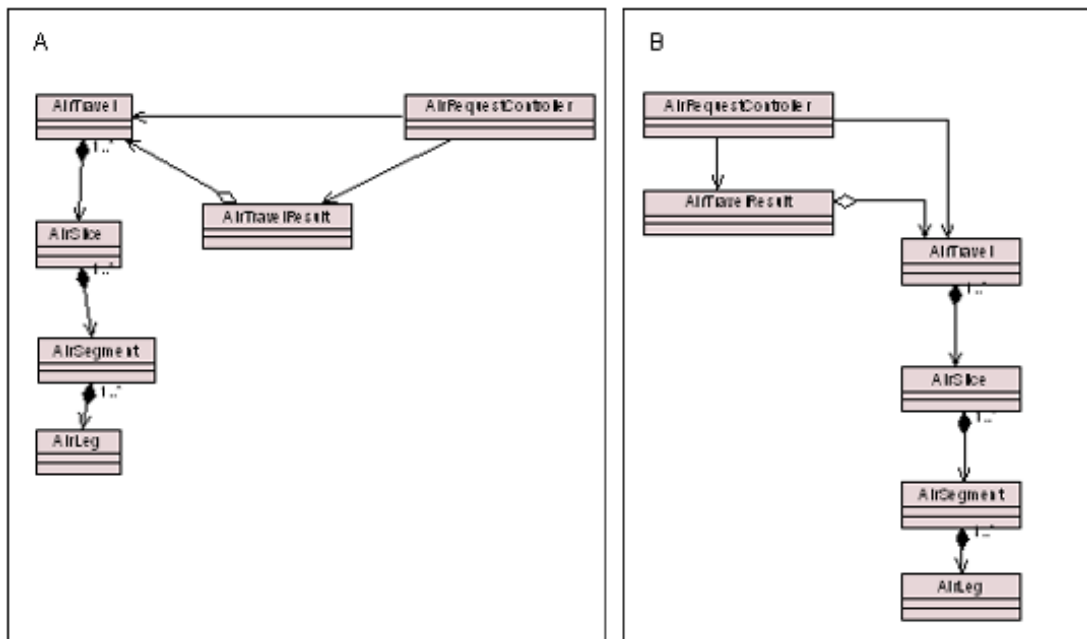 A
AirTravel
AirRequestController
1..*
AirTravelResult
AirSlice
1..*
AirSegment
1..*
AirLeg
B
AirRequestController
AirTravelResult
AirTravel
1..*
AirSlice
1..*
AirSegment
1..*
AirLeg